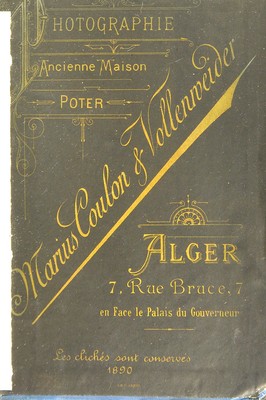 PHOTOGRAPHIE
Ancienne Maison
POTER
Marius Coulon & Vollenweider
ALGER
7, Rue Bruce, 7
en Face le Palais du Gouverneur
Les clichés sont conservés
1890